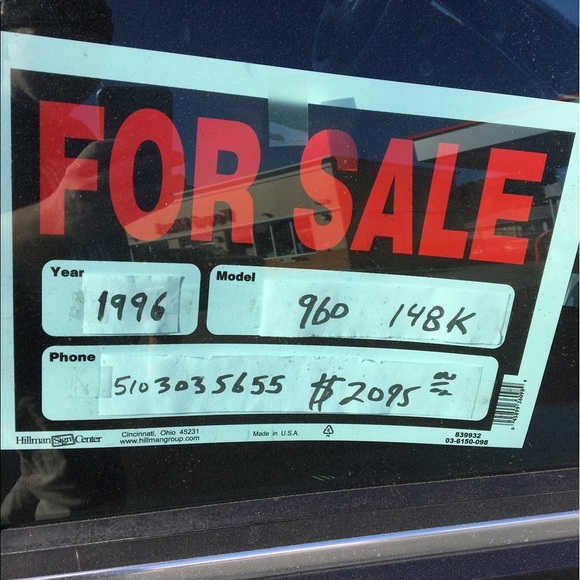 FOR SALE
Year
1996
Model
960 148K
Phone
5103035655 $2095
Hillman Sign Center
Cincinnati, Ohio 45231
www.hillmangroup.com
Made in U.S.A.
839932
03-6150-098